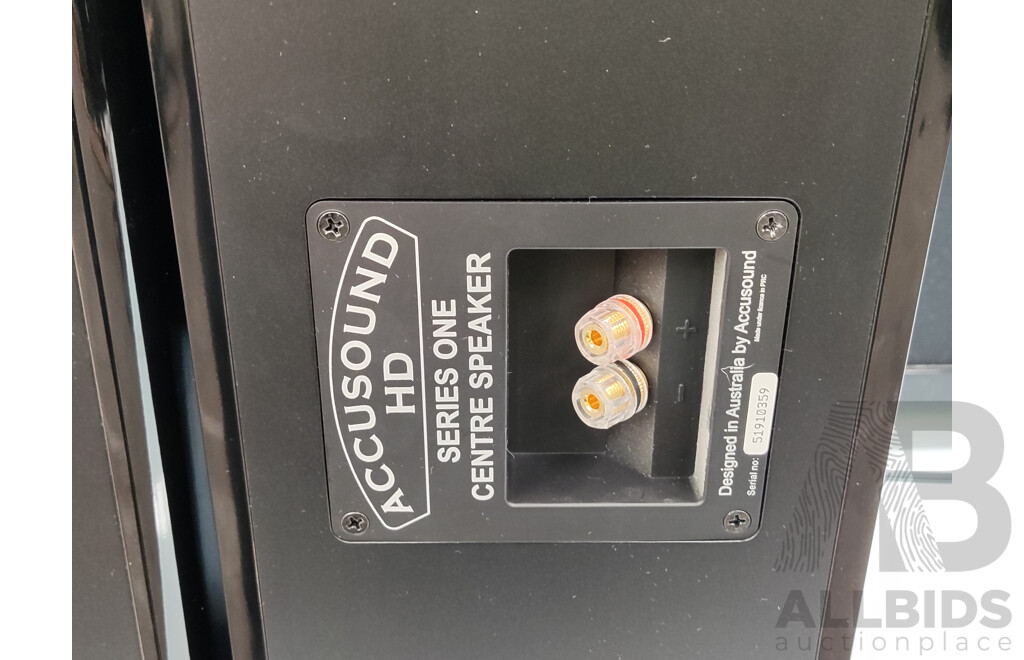 ACCUSOUND
HD
SERIES ONE
CENTRE SPEAKER
+
-
Designed in Australia by Accusound
Made under licence in PRC
Serial no: 51910359
AB
ALLBIDS
auctionplace